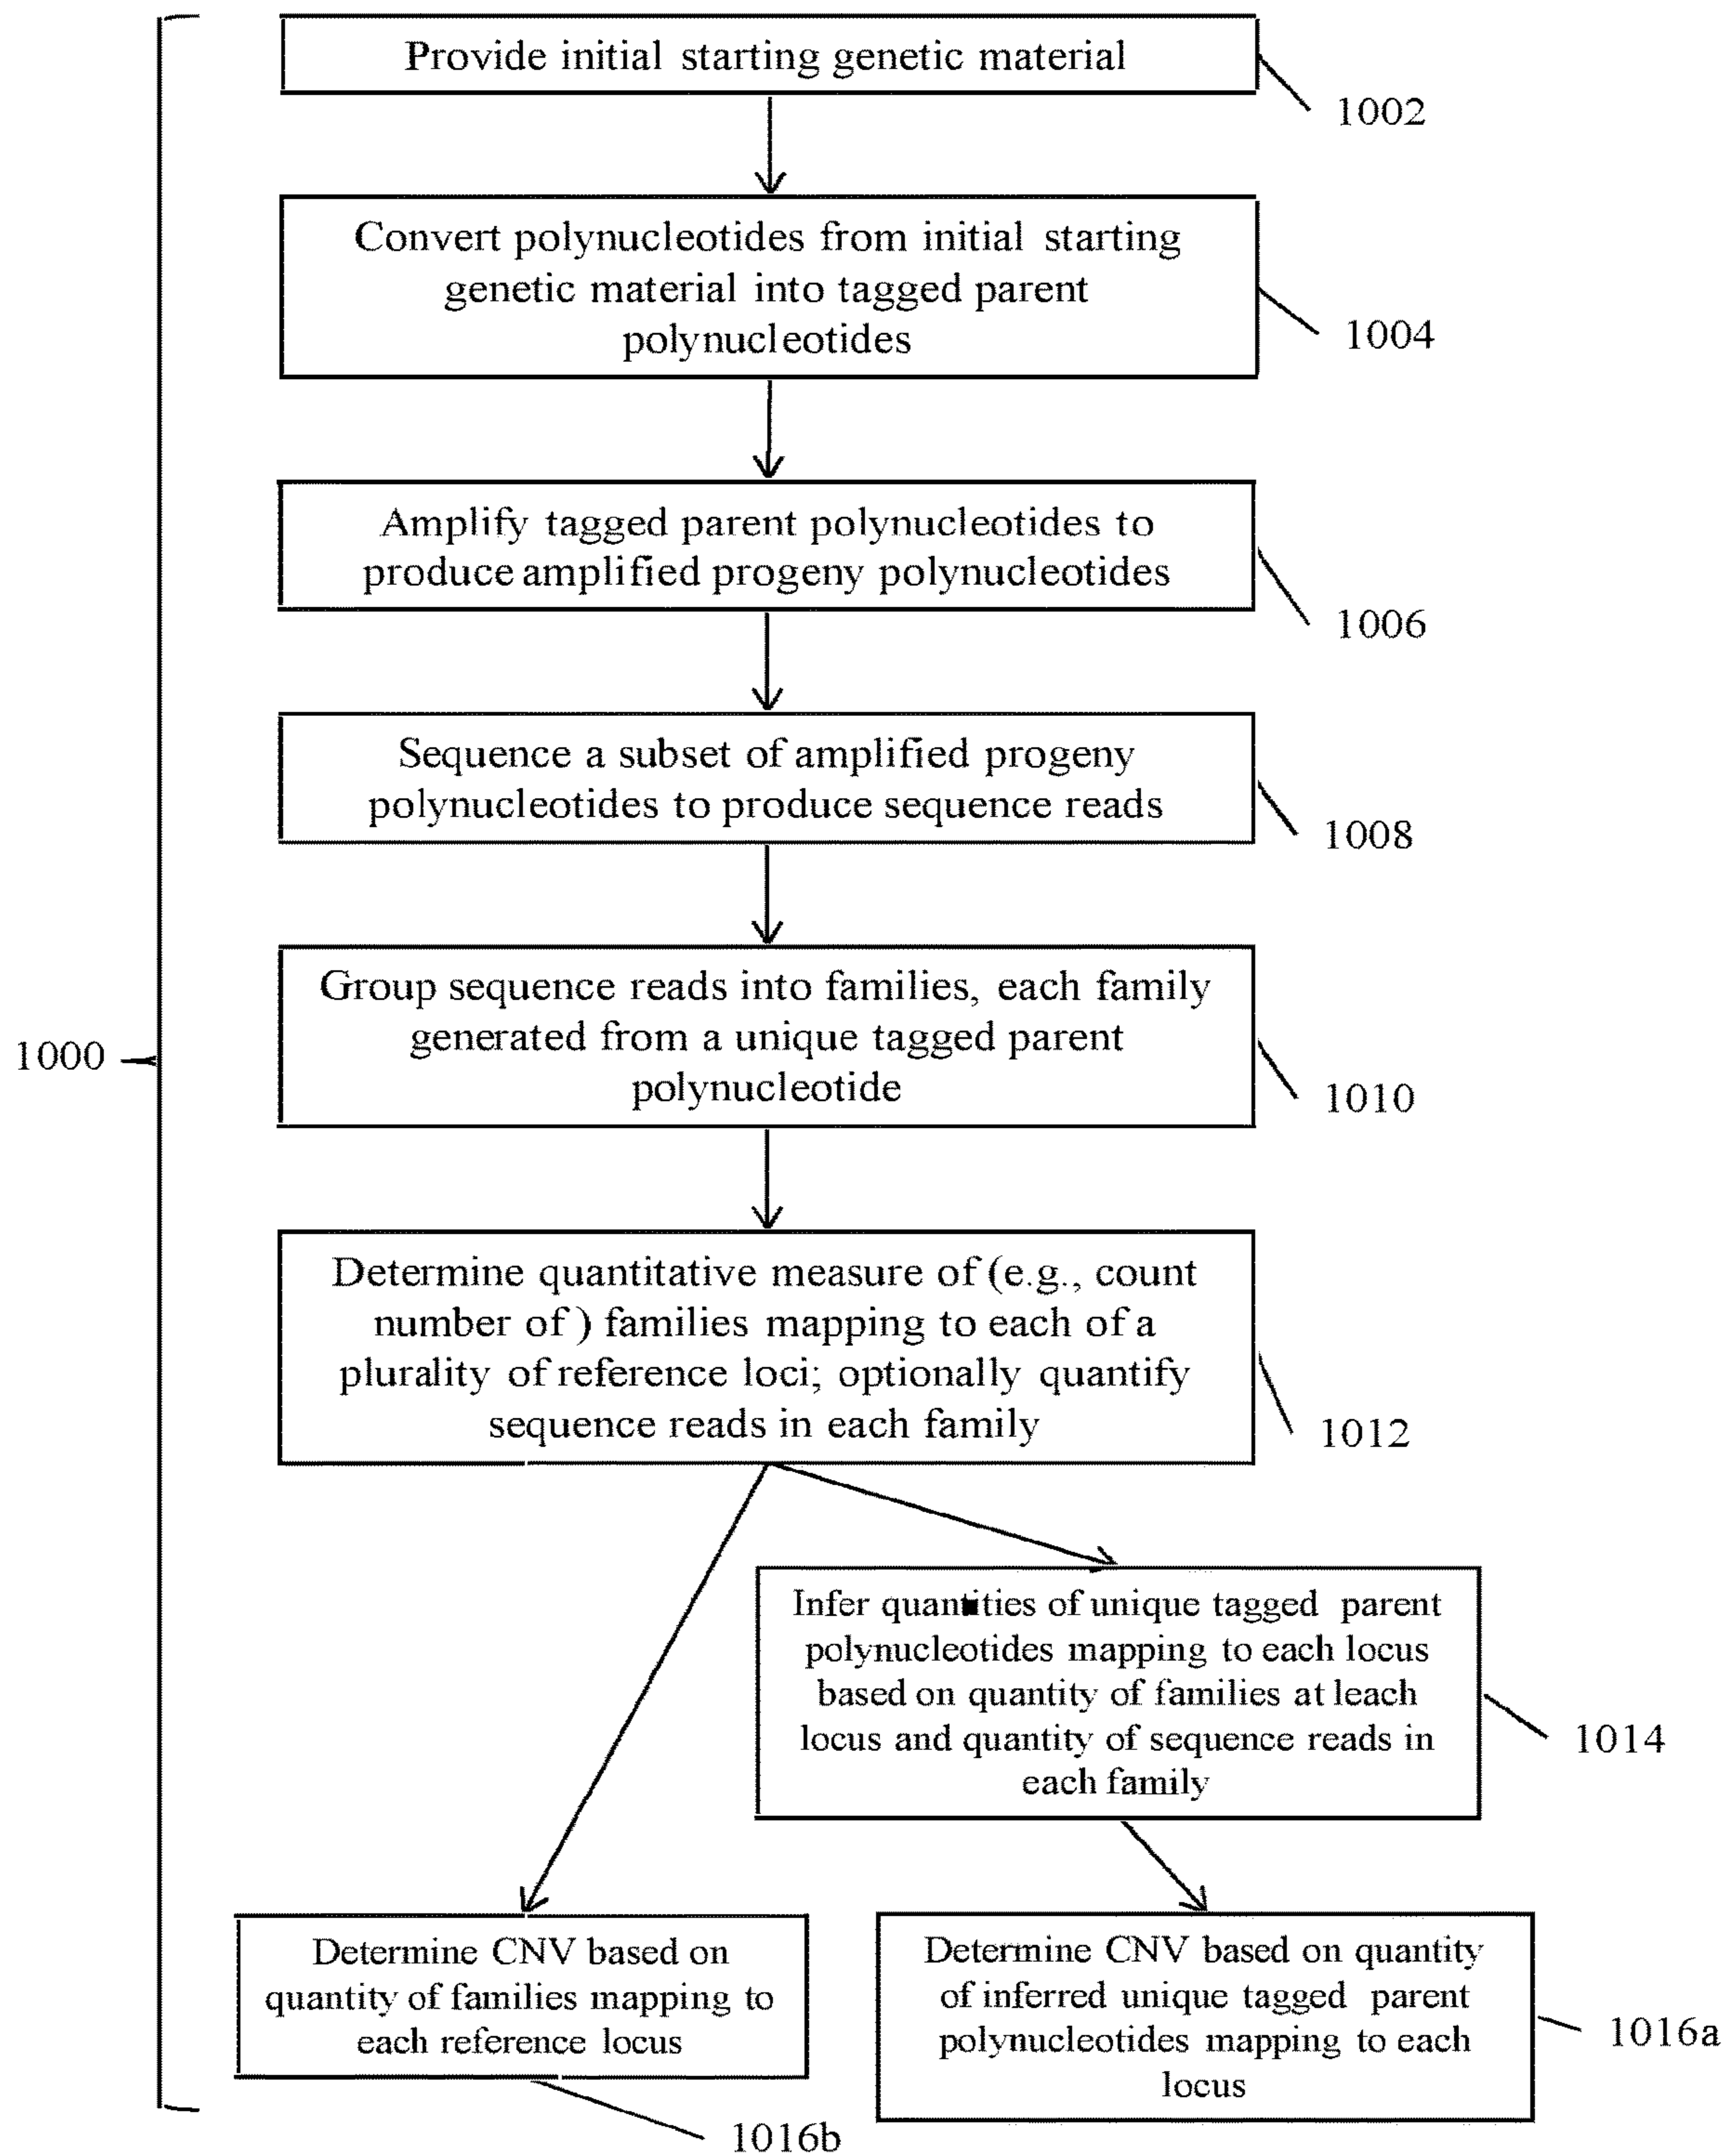 Provide initial starting genetic material
1002
Convert polynucleotides from initial starting
genetic material into tagged parent
polynucleotides
1004
Amplify tagged parent polynucleotides to
produce amplified progeny polynucleotides
1006
Sequence a subset of amplified progeny
polynucleotides to produce sequence reads
1008
Group sequence reads into families, each family
generated from a unique tagged parent
polynucleotide
1000
1010
Determine quantitative measure of (e.g., count
number of ) families mapping to each of a
plurality of reference loci; optionally quantify
sequence reads in each family
1012
Infer quantities of unique tagged parent
polynucleotides mapping to each locus
based on quantity of families at leach
locus and quantity of sequence reads in
each family
1014
Determine CNV based on
quantity of families mapping to
each reference locus
1016b
Determine CNV based on quantity
of inferred unique tagged parent
polynucleotides mapping to each
locus
1016a